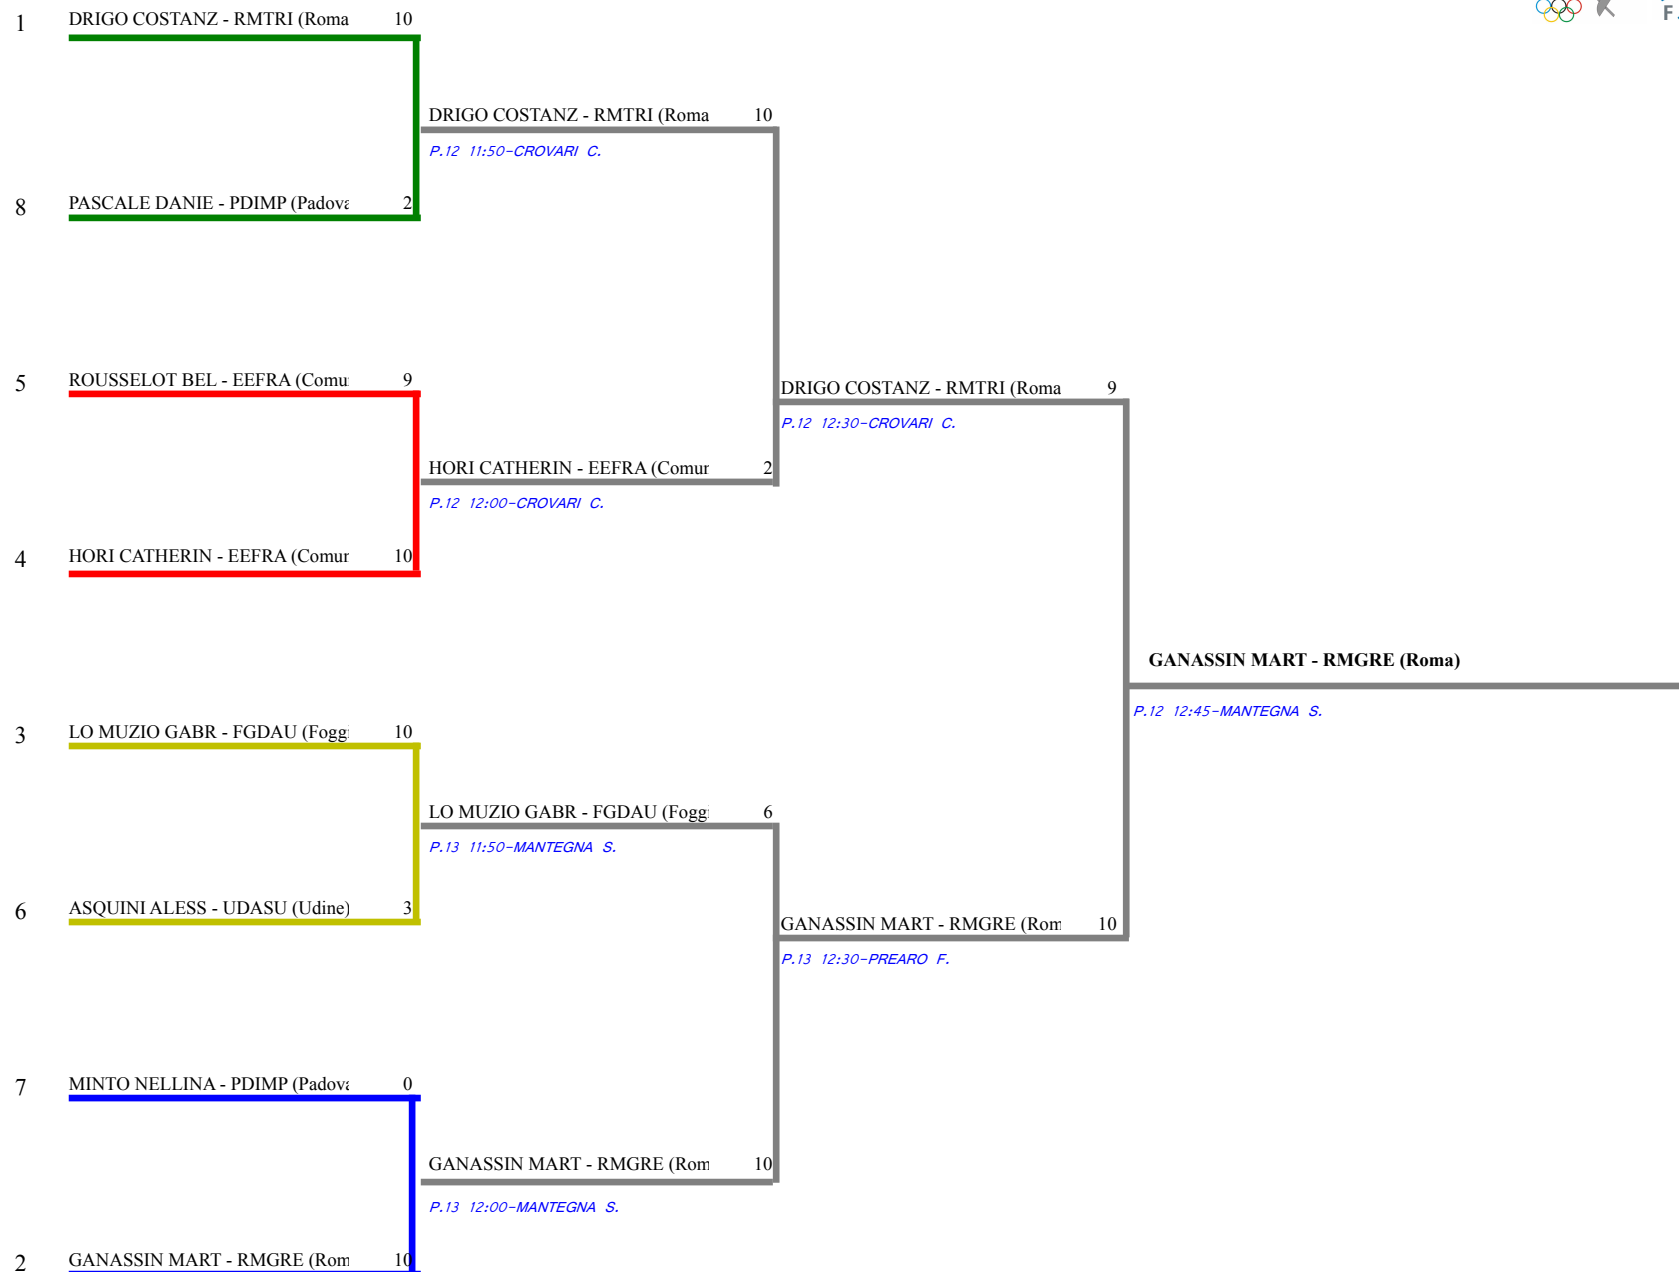 F
1 DRIGO COSTANZ - RMTRI (Roma 10
DRIGO COSTANZ - RMTRI (Roma 10
P.12 11:50-CROVARI C.
8 PASCALE DANIE - PDIMP (Padova 2
5 ROUSSELOT BEL - EEFRA (Comu 9
DRIGO COSTANZ - RMTRI (Roma 9
P.12 12:30-CROVARI C.
HORI CATHERIN - EEFRA (Comur 2
P.12 12:00-CROVARI C.
4 HORI CATHERIN - EEFRA (Comur 10
GANASSIN MART - RMGRE (Roma)
P.12 12:45-MANTEGNA S.
3 LO MUZIO GABR - FGDAU (Foggi 10
LO MUZIO GABR - FGDAU (Foggi 6
P.13 11:50-MANTEGNA S.
6 ASQUINI ALESS - UDASU (Udine) 3
GANASSIN MART - RMGRE (Rom 10
P.13 12:30-PREARO F.
7 MINTO NELLINA - PDIMP (Padova 0
GANASSIN MART - RMGRE (Rom 10
P.13 12:00-MANTEGNA S.
2 GANASSIN MART - RMGRE (Rom 10